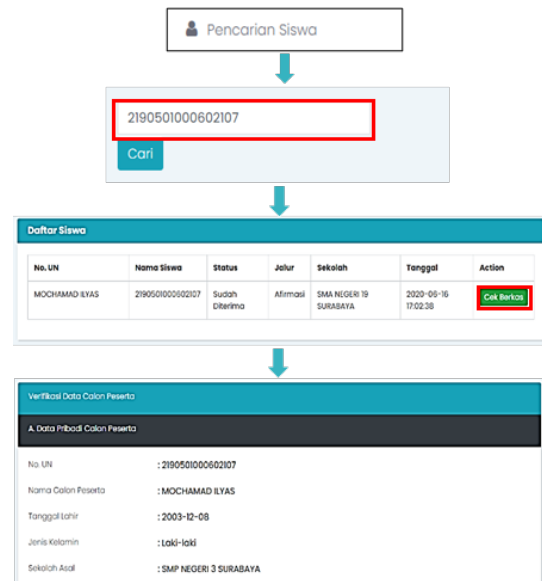 Pencarian Siswa
2190501000602107
Cari
Daftar Siswa
No. UN Nama Siswa Status Jalur Sekolah Tanggal Action
MOCHAMAD ILYAS 2190501000602107 Sudah Diterima Afirmasi SMA NEGERI 19 SURABAYA 2020-06-16 17:02:38 Cek Berkas
Verifikasi Data Calon Peserta
A. Data Pribadi Calon Peserta
No. UN : 2190501000602107
Nama Calon Peserta : MOCHAMAD ILYAS
Tanggal Lahir : 2003-12-08
Jenis Kelamin : Laki-laki
Sekolah Asal : SMP NEGERI 3 SURABAYA